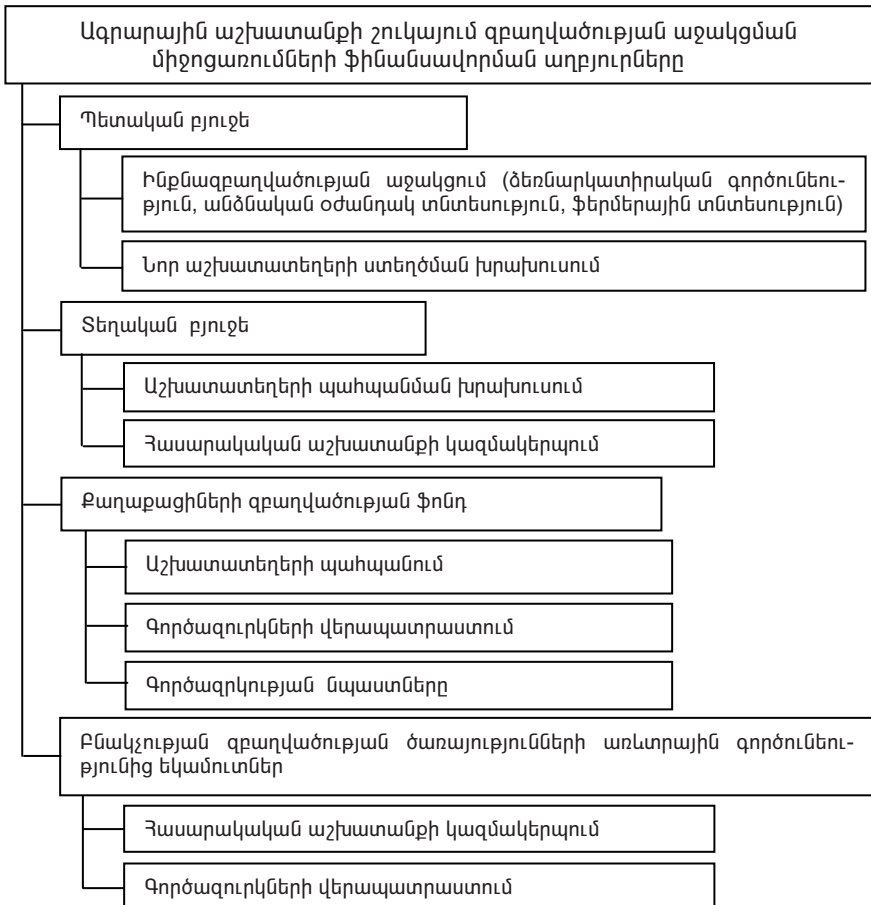 Ագրարային աշխատանքի շուկայում զբաղվածության աջակցման
միջոցառումների ֆինանսավորման աղբյուրները
Պետական բյուջե
Ինքնազբաղվածության աջակցում (ձեռնարկատիրական գործունեու-
թյուն, անձնական օժանդակ տնտեսություն, ֆերմերային տնտեսություն)
Նոր աշխատատեղերի ստեղծման խրախուսում
Տեղական բյուջե
Աշխատատեղերի պահպանման խրախուսում
Հասարակական աշխատանքի կազմակերպում
Քաղաքացիների զբաղվածության ֆոնդ
Աշխատատեղերի պահպանում
Գործազուրկների վերապատրաստում
Գործազրկության նպաստները
Բնակչության զբաղվածության ծառայությունների առևտրային գործունեու-
թյունից եկամուտներ
Հասարակական աշխատանքի կազմակերպում
Գործազուրկների վերապատրաստում